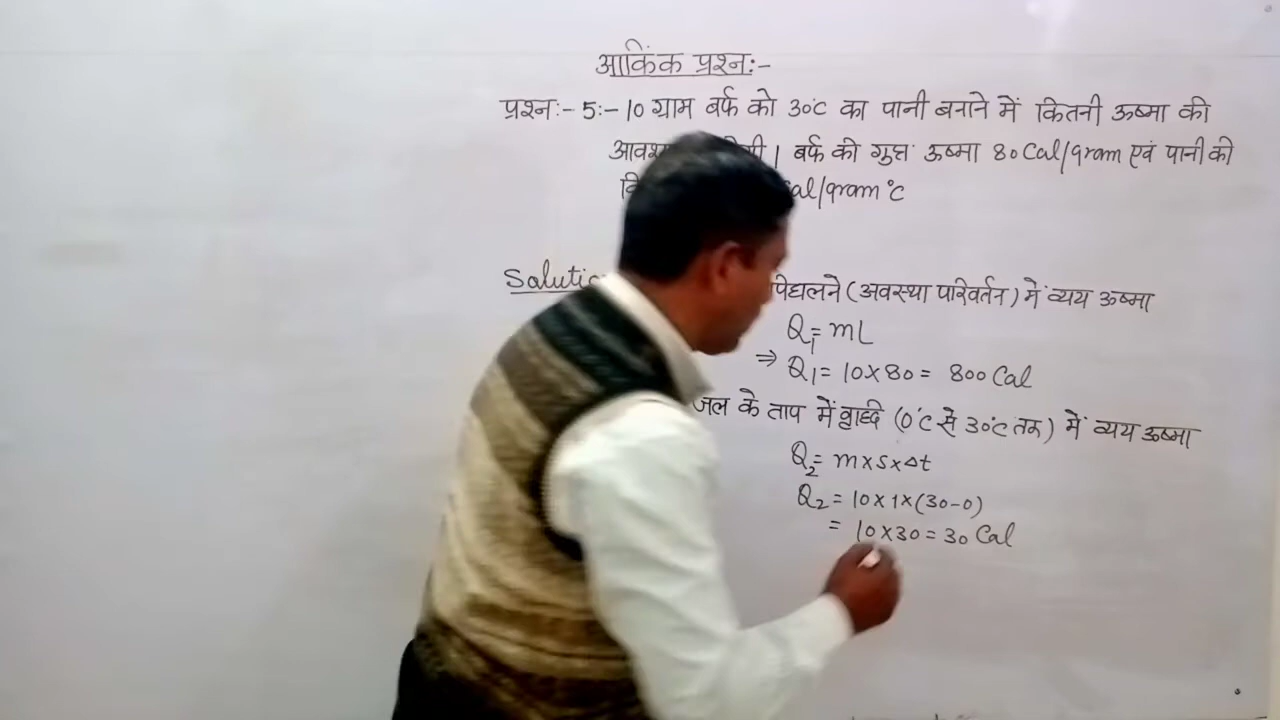 आकिंक प्रश्न:-
प्रश्न:- 5:- 10 ग्राम बर्फ को 30°C का पानी बनाने में कितनी ऊष्मा की
बर्फ की गुप्त ऊष्मा 80 Cal/gram एवं पानी की
al/gram °C
पिघलने (अवस्था परिवर्तन) में व्यय ऊष्मा
Q₁= mL
⇒ Q₁ = 10×80 = 800 Cal
जल के ताप में वृद्धि (0°C से 30°C तक) में व्यय ऊष्मा
Q₂= m×s×Δt
Q₂ = 10×1×(30-0)
= 10×30 = 30 Cal